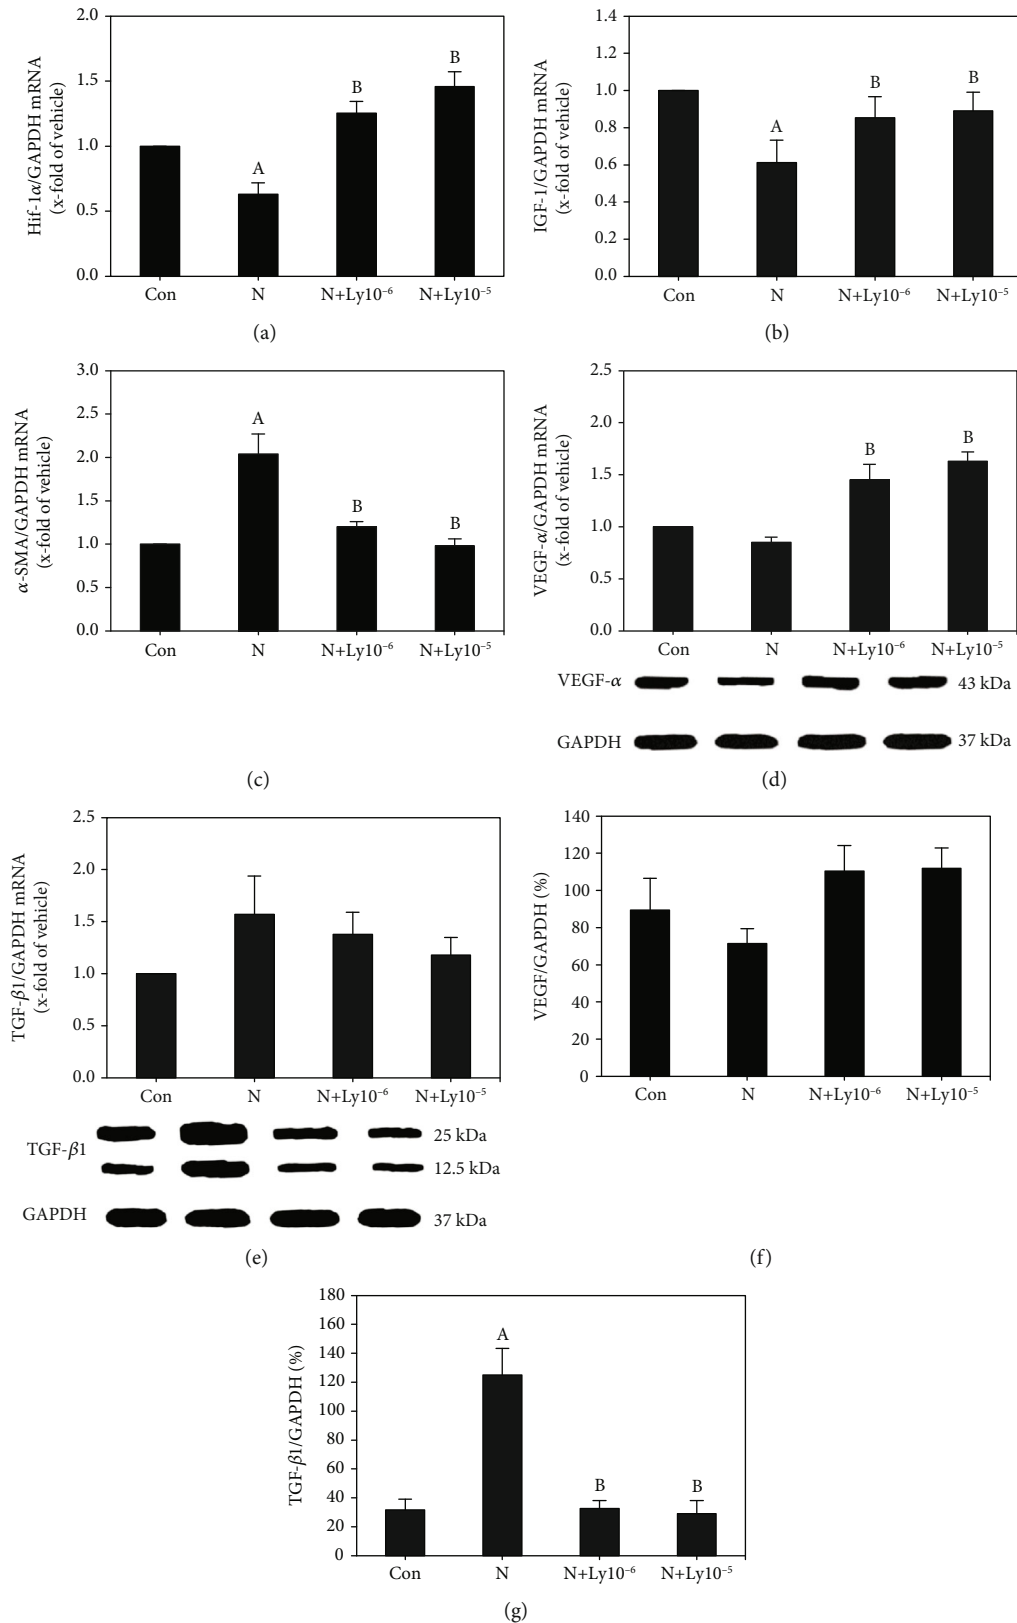 Hif-1α/GAPDH mRNA
(x-fold of vehicle)
2.0
1.5
1.0
0.5
0.0
A
B
B
Con N N+Ly10⁻⁶ N+Ly10⁻⁵
(a)
IGF-1/GAPDH mRNA
(x-fold of vehicle)
1.4
1.2
1.0
0.8
0.6
0.4
0.2
0.0
A
B
B
Con N N+Ly10⁻⁶ N+Ly10⁻⁵
(b)
α-SMA/GAPDH mRNA
(x-fold of vehicle)
3.0
2.5
2.0
1.5
1.0
0.5
0.0
A
B
B
Con N N+Ly10⁻⁶ N+Ly10⁻⁵
(c)
VEGF-α/GAPDH mRNA
(x-fold of vehicle)
2.5
2.0
1.5
1.0
0.5
0.0
B
B
Con N N+Ly10⁻⁶ N+Ly10⁻⁵
VEGF-α 43 kDa
GAPDH 37 kDa
(d)
TGF-β1/GAPDH mRNA
(x-fold of vehicle)
2.5
2.0
1.5
1.0
0.5
0.0
Con N N+Ly10⁻⁶ N+Ly10⁻⁵
TGF-β1
25 kDa
12.5 kDa
GAPDH 37 kDa
(e)
VEGF/GAPDH (%)
140
120
100
80
60
40
20
0
Con N N+Ly10⁻⁶ N+Ly10⁻⁵
(f)
TGF-β1/GAPDH (%)
180
160
140
120
100
80
60
40
20
0
A
B
B
Con N N+Ly10⁻⁶ N+Ly10⁻⁵
(g)